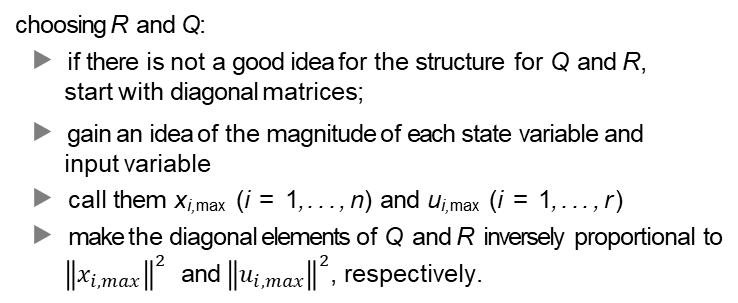 choosing R and Q:
▶ if there is not a good idea for the structure for Q and R,
start with diagonal matrices;
▶ gain an idea of the magnitude of each state variable and
input variable
▶ call them x_{i,max} (i = 1,...,n) and u_{i,max} (i = 1,...,r)
▶ make the diagonal elements of Q and R inversely proportional to
‖x_{i,max}‖² and ‖u_{i,max}‖², respectively.